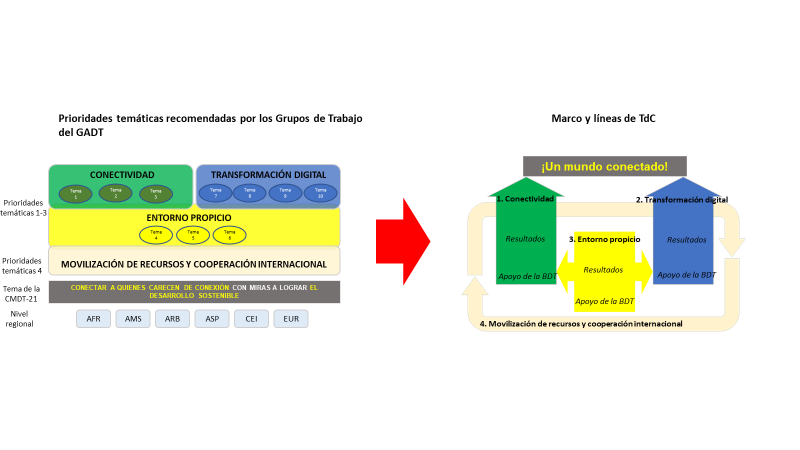 Prioridades temáticas recomendadas por los Grupos de Trabajo
del GADT
CONECTIVIDAD
Tema
1
Tema
2
Tema
3
TRANSFORMACIÓN DIGITAL
Tema
7
Tema
8
Tema
9
Tema
10
Prioridades
temáticas 1-3
ENTORNO PROPICIO
Tema
4
Tema
5
Tema
6
Prioridades
temáticas 4
MOVILIZACIÓN DE RECURSOS Y COOPERACIÓN INTERNACIONAL
Tema de la
CMDT-21
CONECTAR A QUIENES CARECEN DE CONEXIÓN CON MIRAS A LOGRAR EL
DESARROLLO SOSTENIBLE
Nivel
regional
AFR
AMS
ARB
ASP
CEI
EUR
Marco y líneas de TdC
¡Un mundo conectado!
1. Conectividad
2. Transformación digital
Resultados
3. Entorno propicio
Resultados
Resultados
Apoyo de la BDT
Apoyo de la BDT
Apoyo de la BDT
4. Movilización de recursos y cooperación internacional